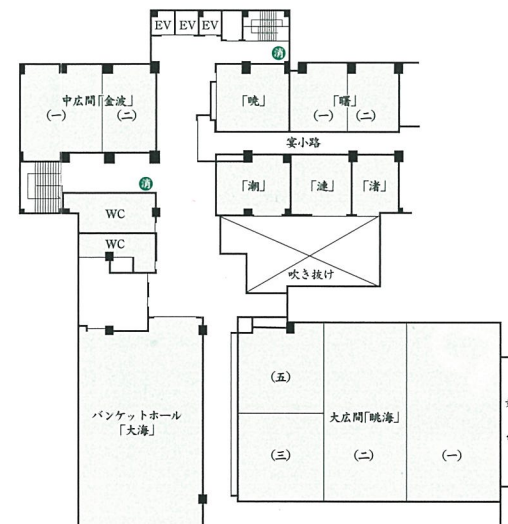 EV EV EV
消
中広間「金波」
(一) (二)
「暁」
「曙」
(一) (二)
宴小路
「潮」
「漣」
「渚」
消
WC
WC
吹き抜け
バンケットホール
「大海」
(五)
大広間「眺海」
(三)
(二)
(一)